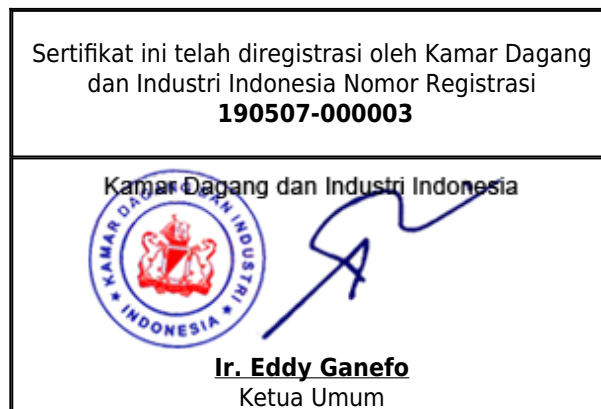 Sertifikat ini telah diregistrasi oleh Kamar Dagang
dan Industri Indonesia Nomor Registrasi
190507-000003
Kamar Dagang dan Industri Indonesia
KAMAR DAGANG DAN INDUSTRI
INDONESIA
Ir. Eddy Ganefo
Ketua Umum